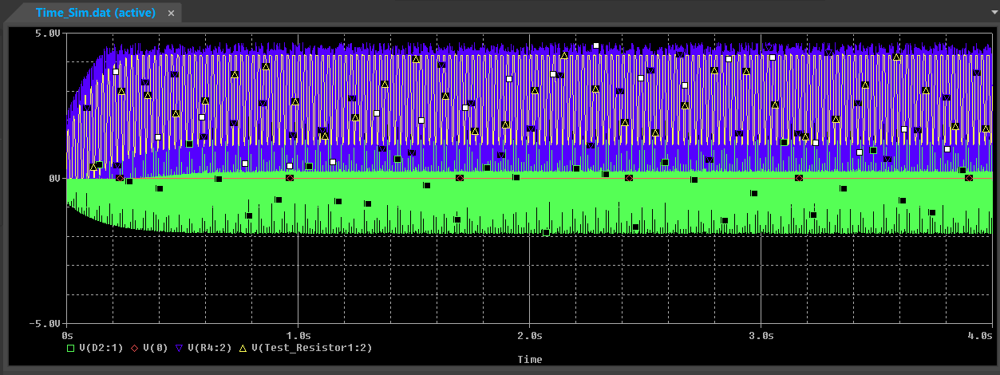 Time_Sim.dat (active) ×
5.0V
0V
-5.0V
0s 1.0s 2.0s 3.0s 4.0s
V(D2:1) V(0) V(R4:2) V(Test_Resistor1:2)
Time